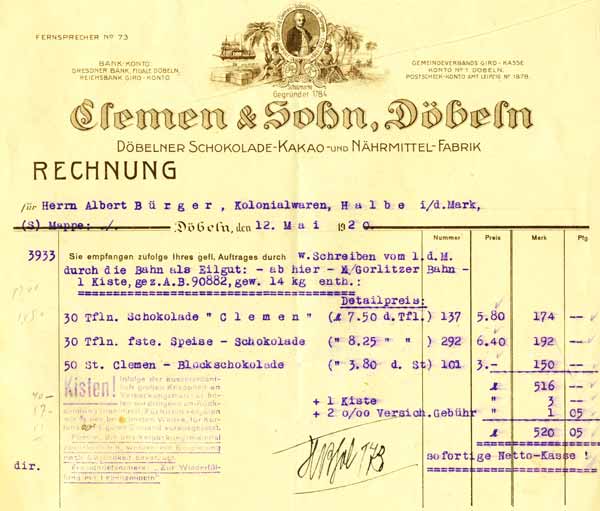 FERNSPRECHER No 73
BANK-KONTO:
DRESDNER BANK, FILIALE DÖBELN,
REICHSBANK GIRO-KONTO
GEMEINDEVERBANDS GIRO-KASSE
KONTO No 1 DÖBELN.
POSTSCHECK-KONTO AMT LEIPZIG No 1878.
Gegründet 1784
Clemen & Sohn, Döbeln
DÖBELNER SCHOKOLADE-KAKAO-UND NÄHRMITTEL-FABRIK
RECHNUNG
für Herrn Albert Bürger, Kolonialwaren, Halbe i/d.Mark,
(S) Mappe: ./. Döbeln, den 12. Mai 1920.
Nummer Preis Mark Pfg
3933 Sie empfangen zufolge Ihres gefl. Auftrages durch w.Schreiben vom l.d.M
durch die Bahn als Eilgut: - ab hier - Gorlitzer Bahn -
1 Kiste, gez.A.B.90882, gew. 14 kg enth.:
Detailpreis:
30 Tfln. Schokolade " Clemen " ( 7.50 d.Tfl.) 137 5.80 174 --
30 Tfln. fste. Speise - Schokolade (" 8.25 " " ) 292 6.40 192 --
50 St. Clemen - Blockschokolade (" 3.80 d. St) 101 3.- 150 --
516 --
+ 1 Kiste " 3 --
+ 2 o/oo Versich.Gebühr " 1 05
520 05
sofortige Netto-Kasse !
Kisten!
dir.